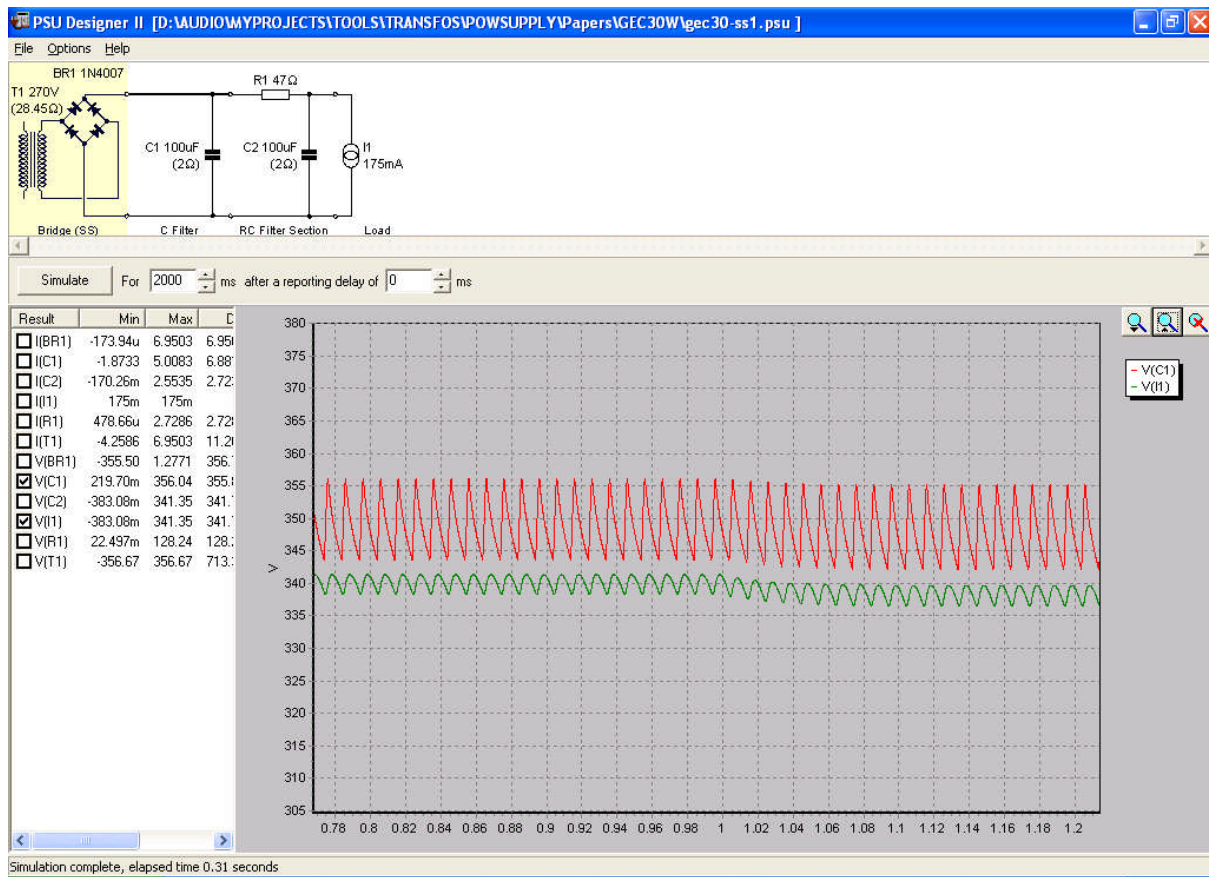 PSU Designer II [D:\AUDIO\MYPROJECTS\TOOLS\TRANSFOS\POWSUPPLY\Papers\GEC30W\gec30-ss1.psu ]
File Options Help
BR1 1N4007
T1 270V
(28.45Ω)
R1 47Ω
C1 100uF
(2Ω)
C2 100uF
(2Ω)
I1
175mA
Bridge (SS) C Filter RC Filter Section Load
Simulate For 2000 ms after a reporting delay of 0 ms
Result Min Max
I(BR1) -173.94u 6.9503
I(C1) -1.8733 5.0083
I(C2) -170.26m 2.5535
I(I1) 175m 175m
I(R1) 478.66u 2.7286
I(T1) -4.2586 6.9503
V(BR1) -355.50 1.2771
V(C1) 219.70m 356.04
V(C2) -383.08m 341.35
V(I1) -383.08m 341.35
V(R1) 22.497m 128.24
V(T1) -356.67 356.67
380
375
370
365
360
355
350
345
340
335
330
325
320
315
310
305
V
0.78 0.8 0.82 0.84 0.86 0.88 0.9 0.92 0.94 0.96 0.98 1 1.02 1.04 1.06 1.08 1.1 1.12 1.14 1.16 1.18 1.2
V(C1)
V(I1)
Simulation complete, elapsed time 0.31 seconds